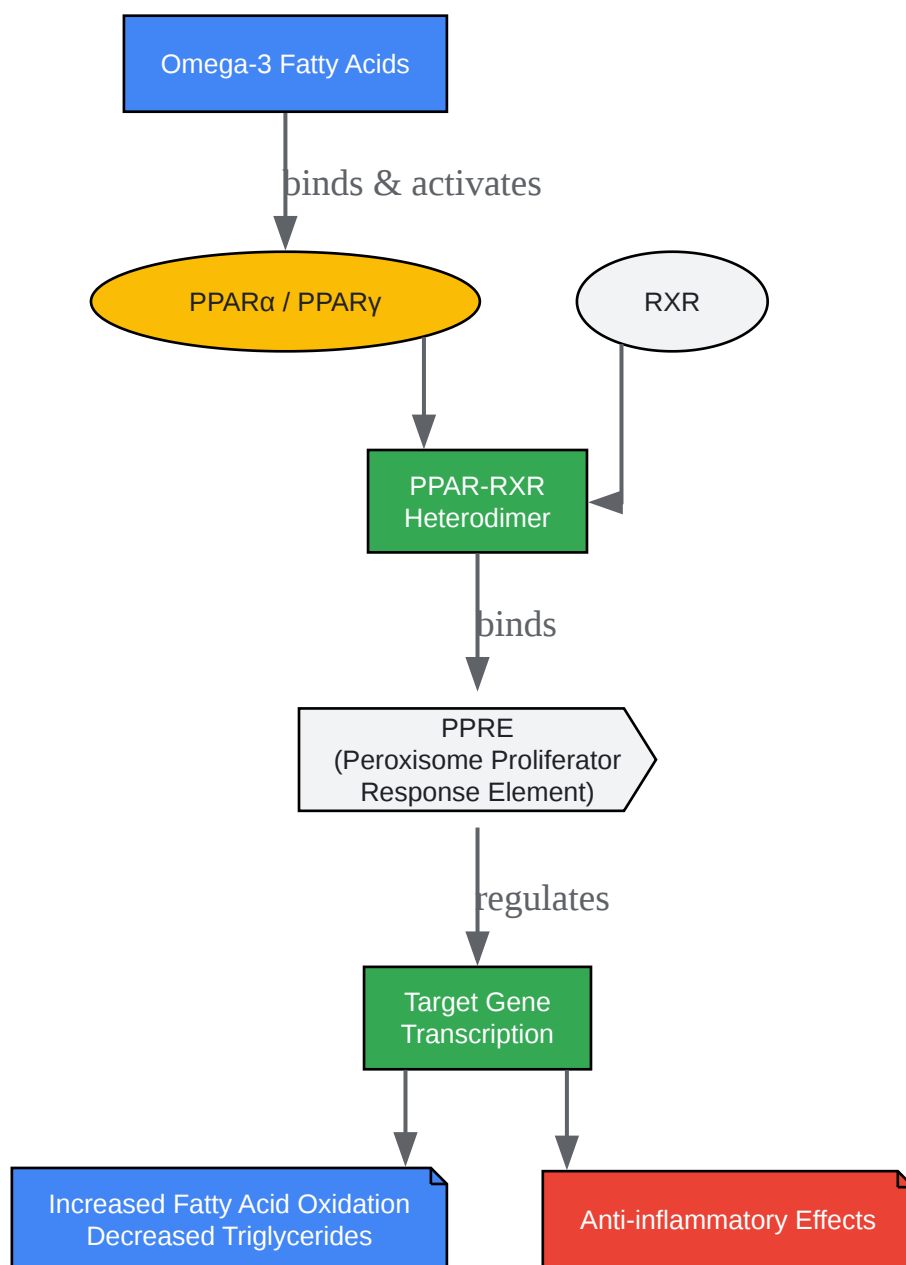 Omega-3 Fatty Acids
binds & activates
PPARα / PPARγ
RXR
PPAR-RXR
Heterodimer
binds
PPRE
(Peroxisome Proliferator
Response Element)
regulates
Target Gene
Transcription
Increased Fatty Acid Oxidation
Decreased Triglycerides
Anti-inflammatory Effects